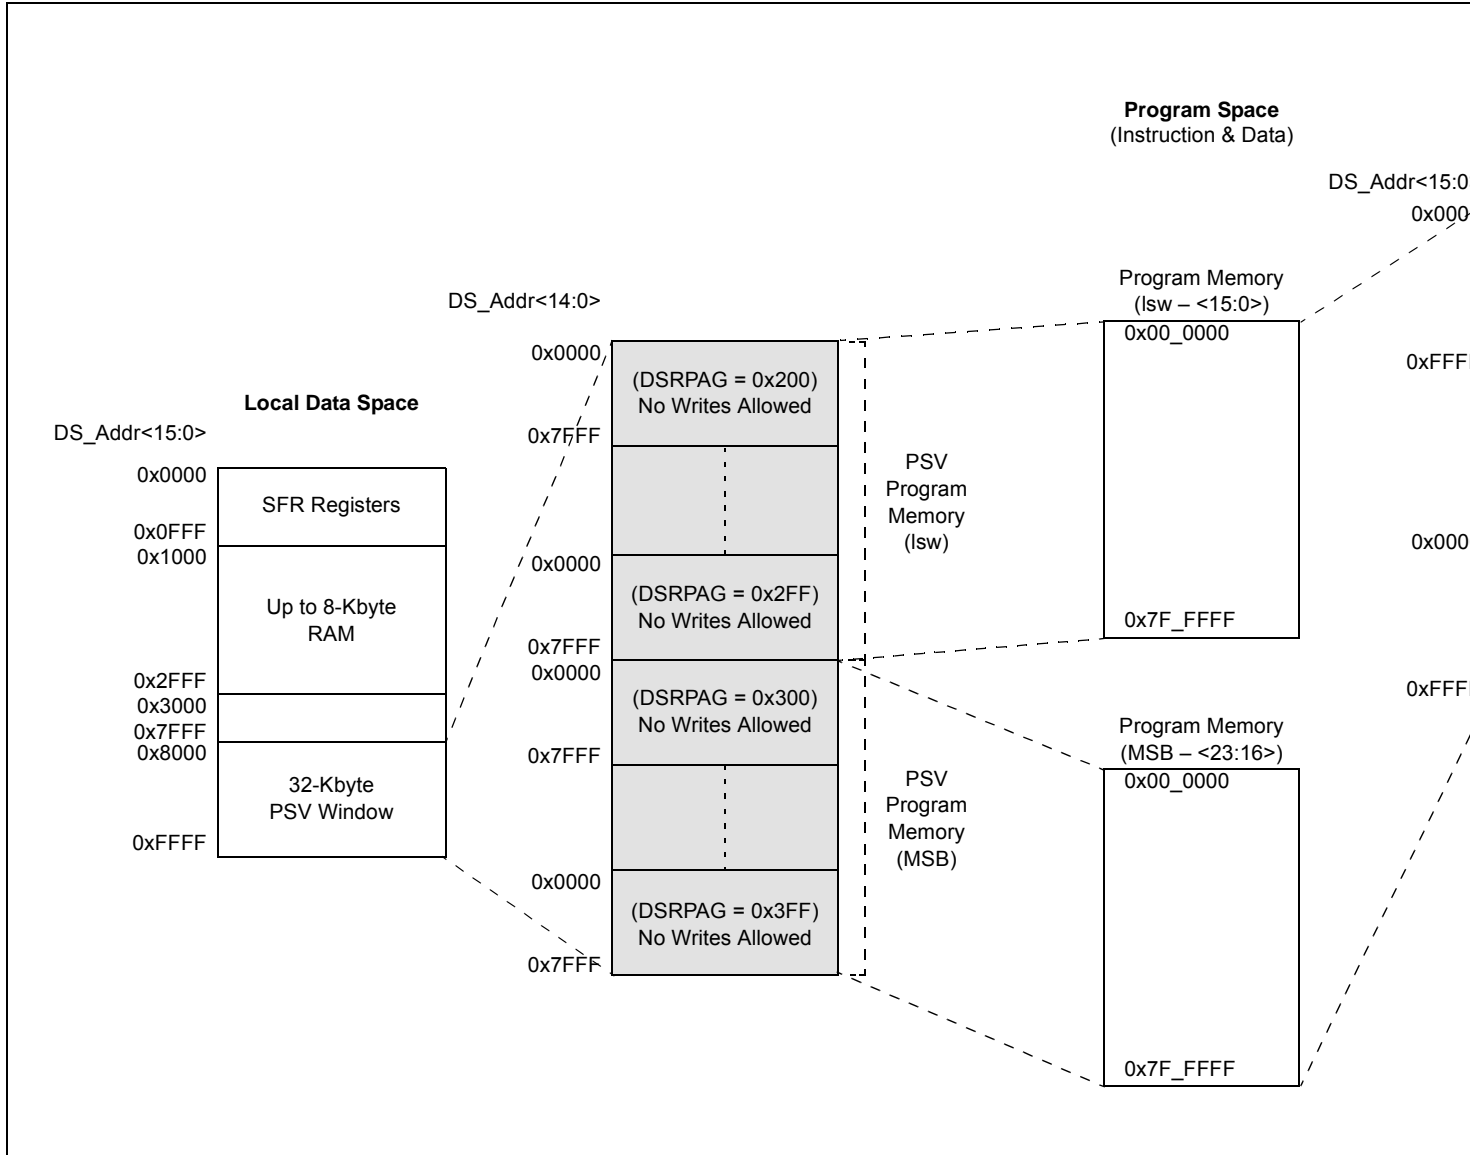 Program Space
(Instruction & Data)
DS_Addr<15:0
0x000
Program Memory
(lsw – <15:0>)
DS_Addr<14:0>
0x00_0000
0x0000
0xFFF
(DSRPAG = 0x200)
No Writes Allowed
Local Data Space
DS_Addr<15:0>
0x7FFF
PSV
Program
Memory
(lsw)
0x0000
SFR Registers
0x0FFF
0x1000
0x0000
0x000
(DSRPAG = 0x2FF)
No Writes Allowed
Up to 8-Kbyte
RAM
0x7F_FFFF
0x7FFF
0x0000
0x2FFF
0x3000
0x7FFF
0x8000
(DSRPAG = 0x300)
No Writes Allowed
0xFFF
Program Memory
(MSB – <23:16>)
0x7FFF
0x00_0000
32-Kbyte
PSV Window
PSV
Program
Memory
(MSB)
0xFFFF
0x0000
(DSRPAG = 0x3FF)
No Writes Allowed
0x7FFF
0x7F_FFFF